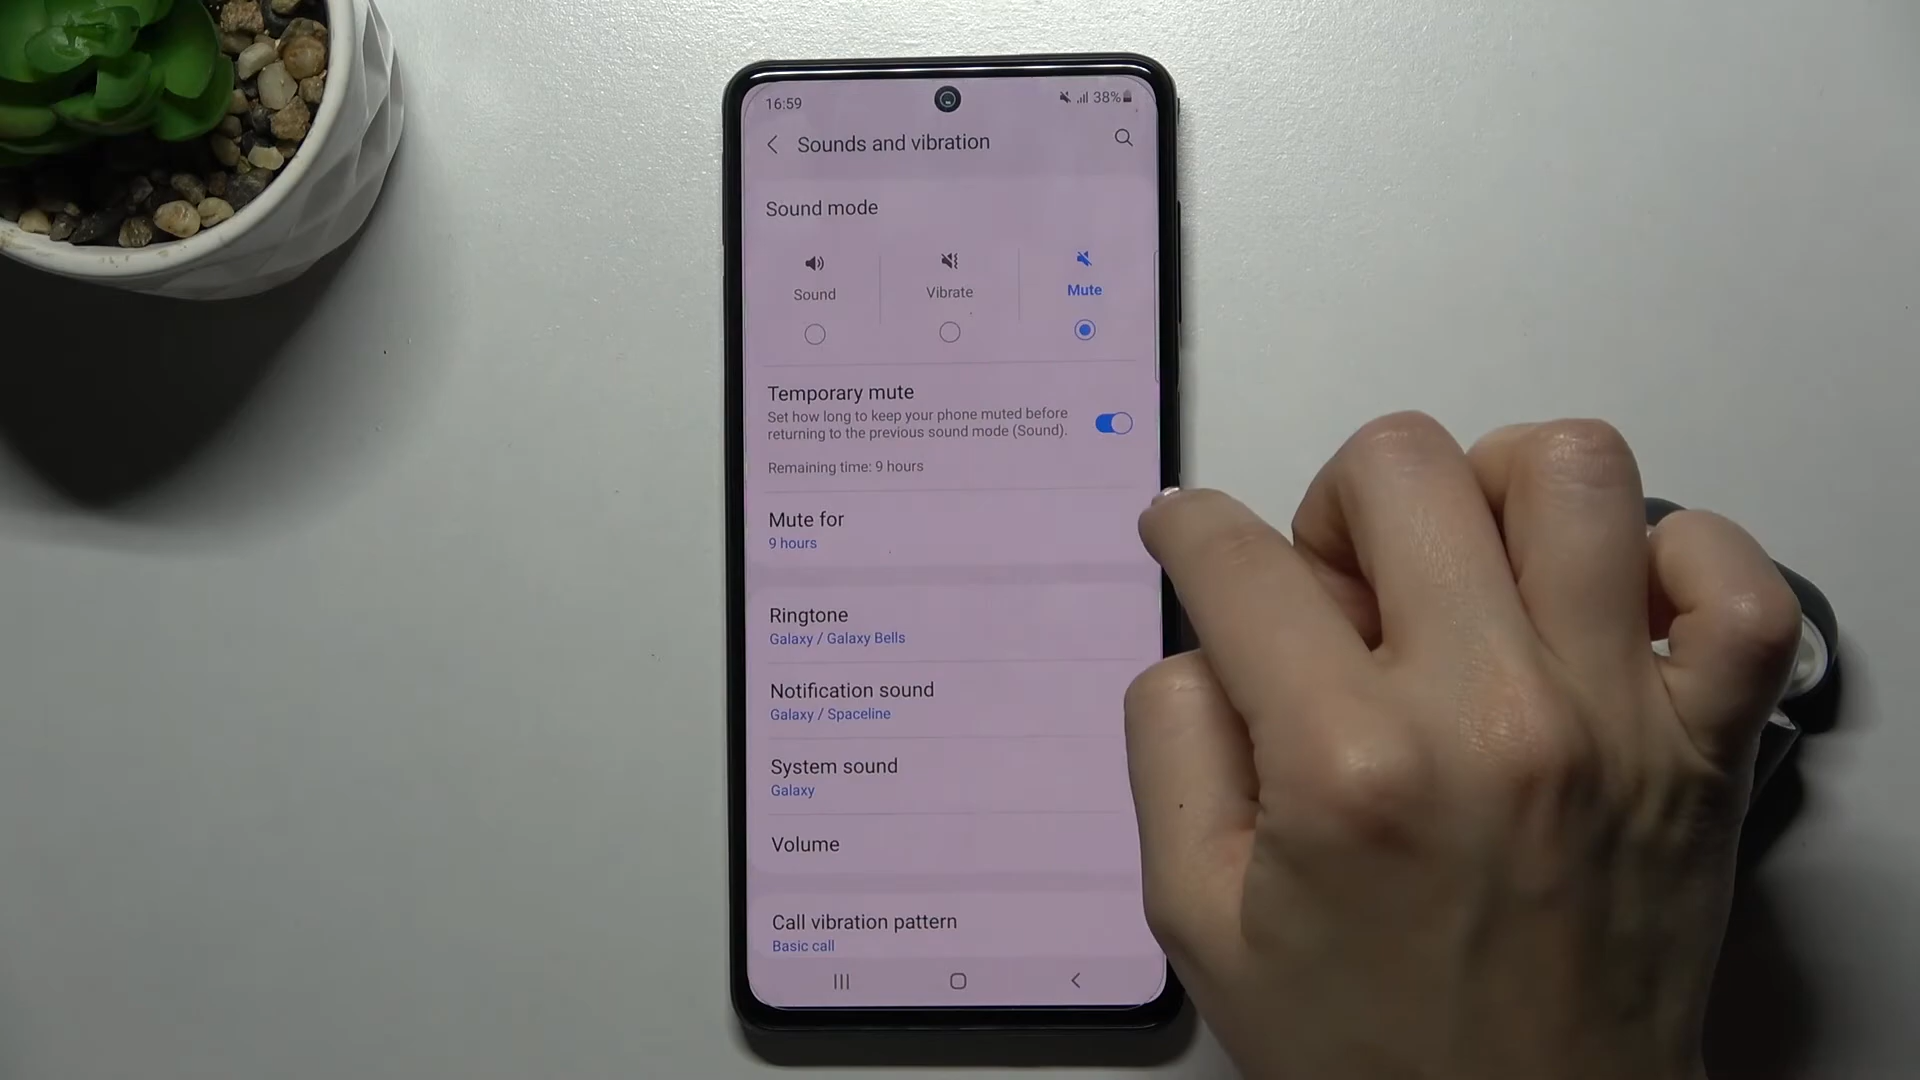 16:59
38%
Sounds and vibration
Sound mode
Sound
Vibrate
Mute
Temporary mute
Set how long to keep your phone muted before
returning to the previous sound mode (Sound).
Remaining time: 9 hours
Mute for
9 hours
Ringtone
Galaxy / Galaxy Bells
Notification sound
Galaxy / Spaceline
System sound
Galaxy
Volume
Call vibration pattern
Basic call